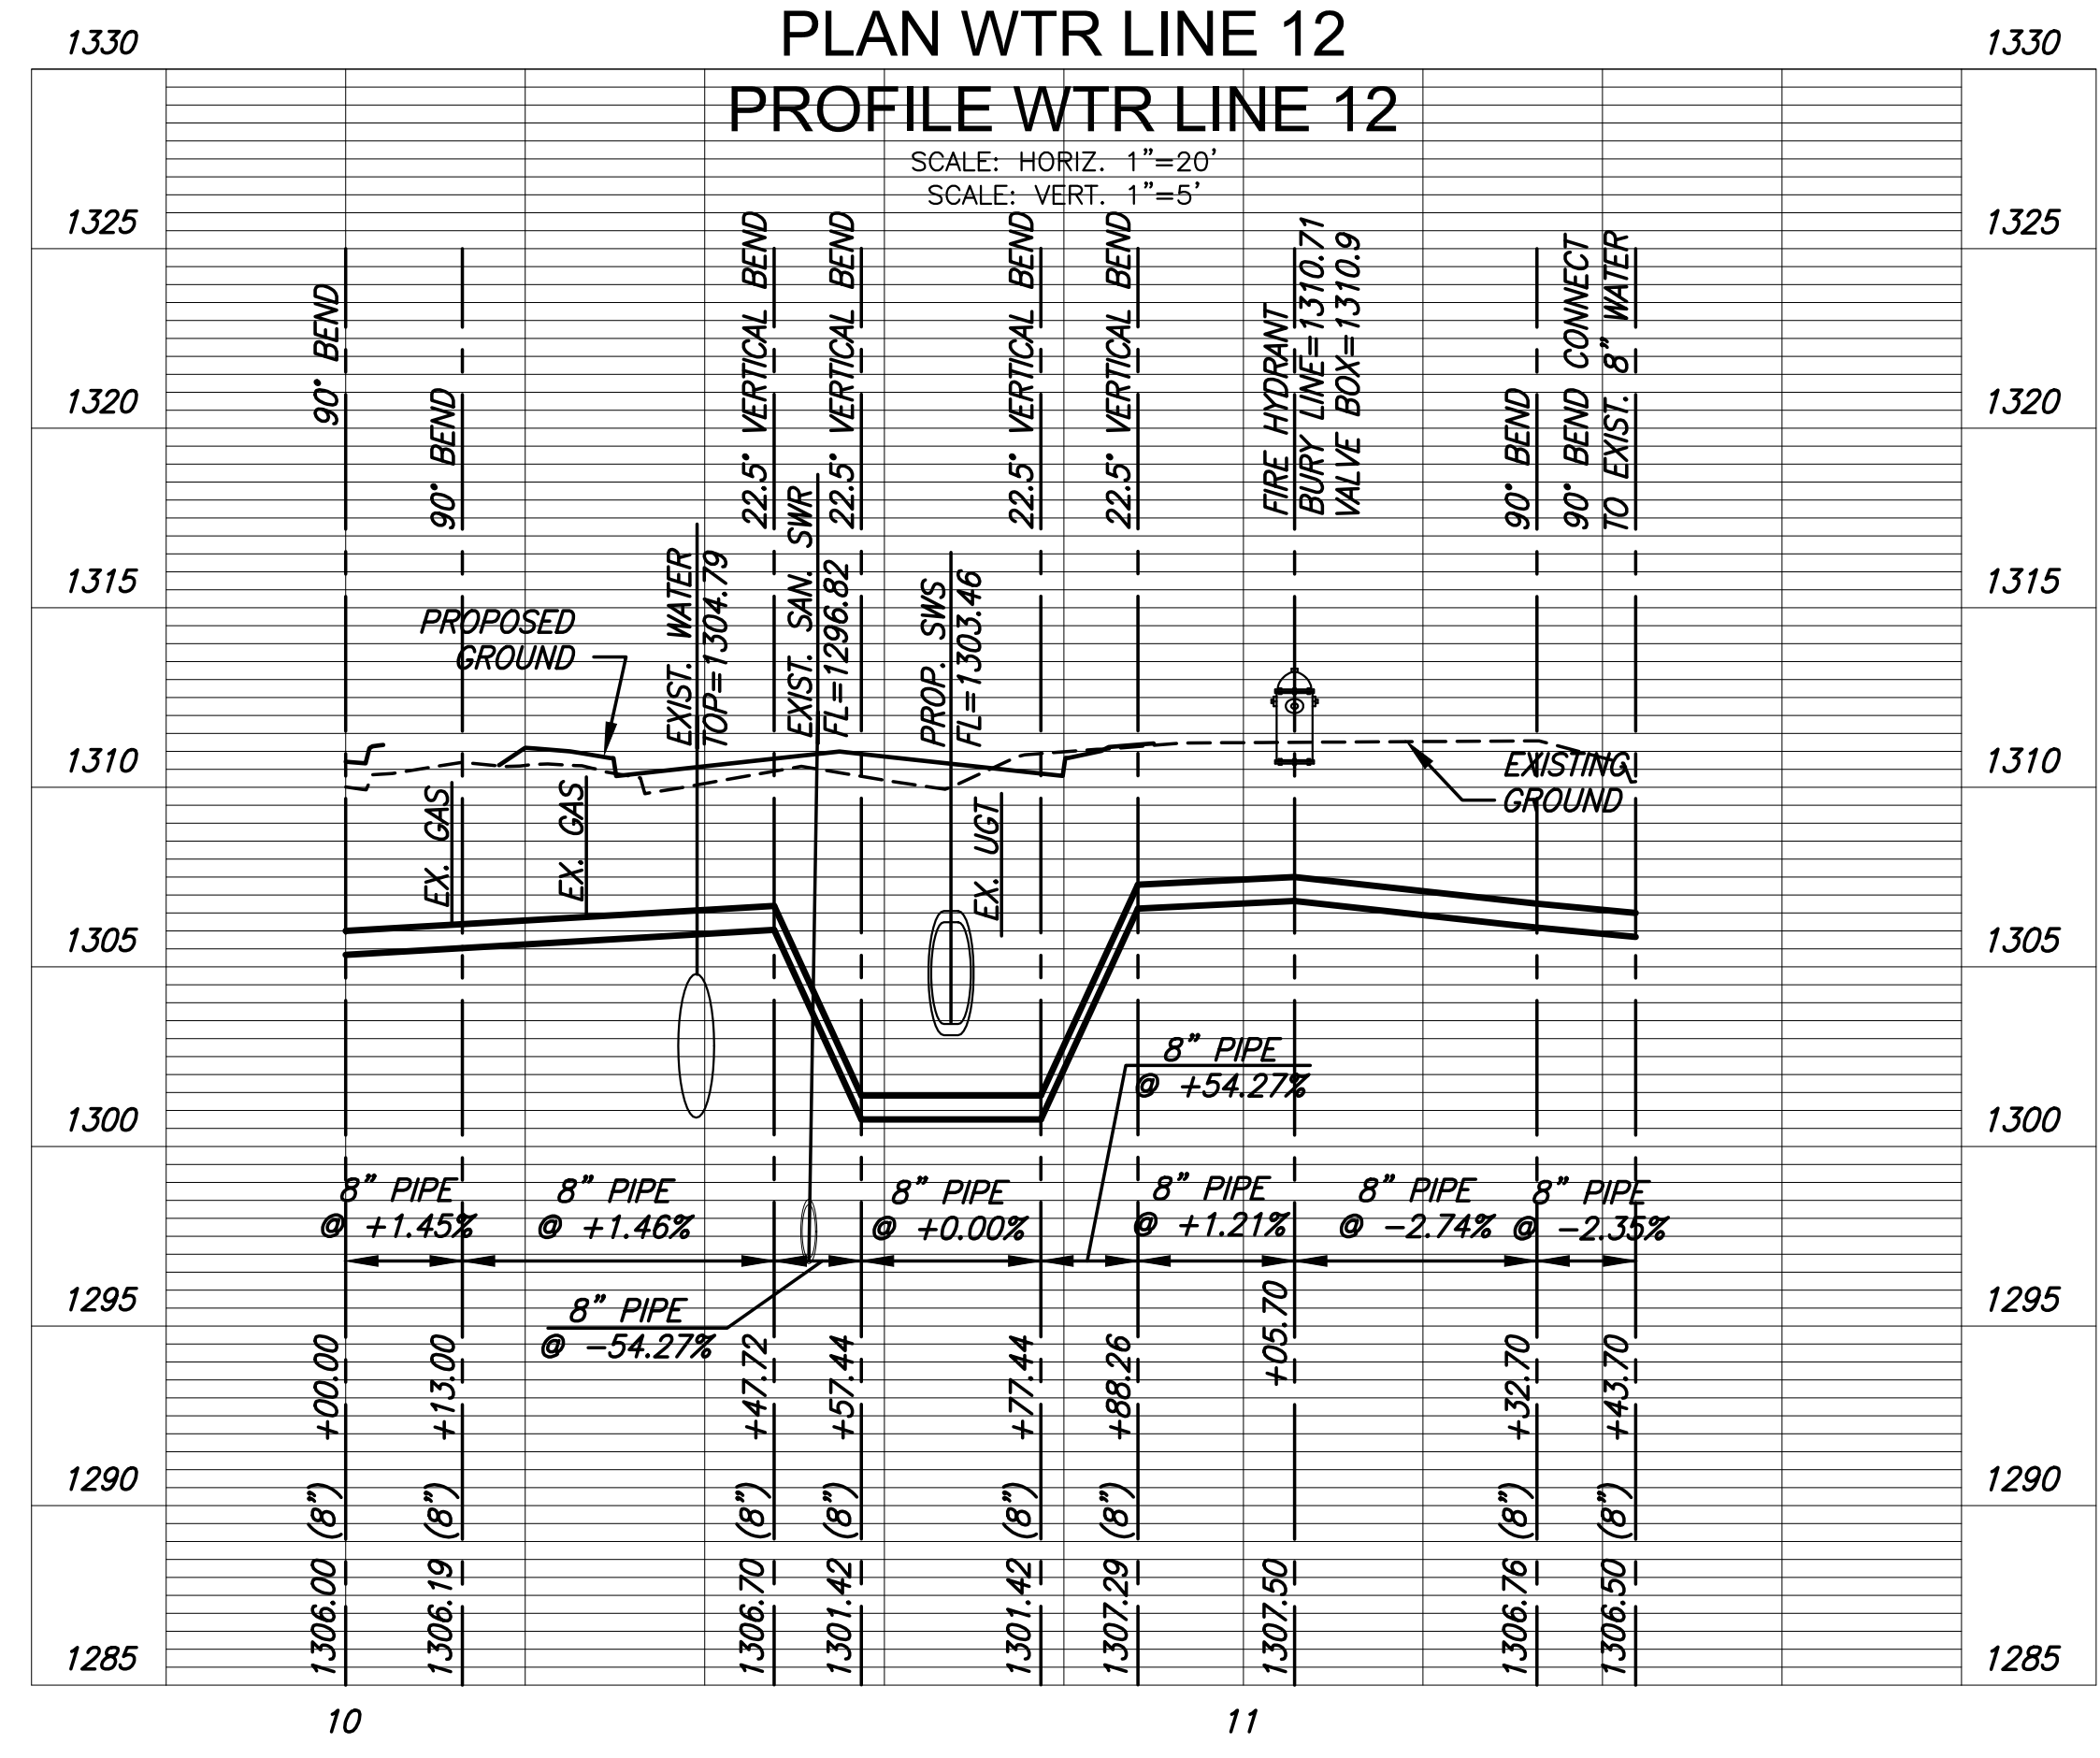 PLAN WTR LINE 12
PROFILE WTR LINE 12
SCALE: HORIZ. 1"=20'
SCALE: VERT. 1"=5'
1330
1325
1320
1315
1310
1305
1300
1295
1290
1285
1330
1325
1320
1315
1310
1305
1300
1295
1290
1285
90° BEND
90° BEND
22.5° VERTICAL BEND
22.5° VERTICAL BEND
22.5° VERTICAL BEND
22.5° VERTICAL BEND
FIRE HYDRANT
BURY LINE=1310.71
VALVE BOX=1310.9
90° BEND
90° BEND CONNECT
TO EXIST. 8" WATER
PROPOSED
GROUND
EXIST. WATER
TOP=1304.79
EXIST. SAN. SWR
FL=1296.82
PROP. SWS
FL=1303.46
EX. GAS
EX. GAS
EX. UGT
EXISTING
GROUND
8" PIPE
@ +54.27%
8" PIPE
@ +1.45%
8" PIPE
@ +1.46%
8" PIPE
@ +0.00%
8" PIPE
@ +1.21%
8" PIPE
@ -2.74%
8" PIPE
@ -2.35%
8" PIPE
@ -54.27%
1306.00 (8") +00.00
1306.19 (8") +13.00
1306.70 (8") +47.72
1301.42 (8") +57.44
1301.42 (8") +77.44
1307.29 (8") +88.26
1307.50 +05.70
1306.76 (8") +32.70
1306.50 (8") +43.70
10
11